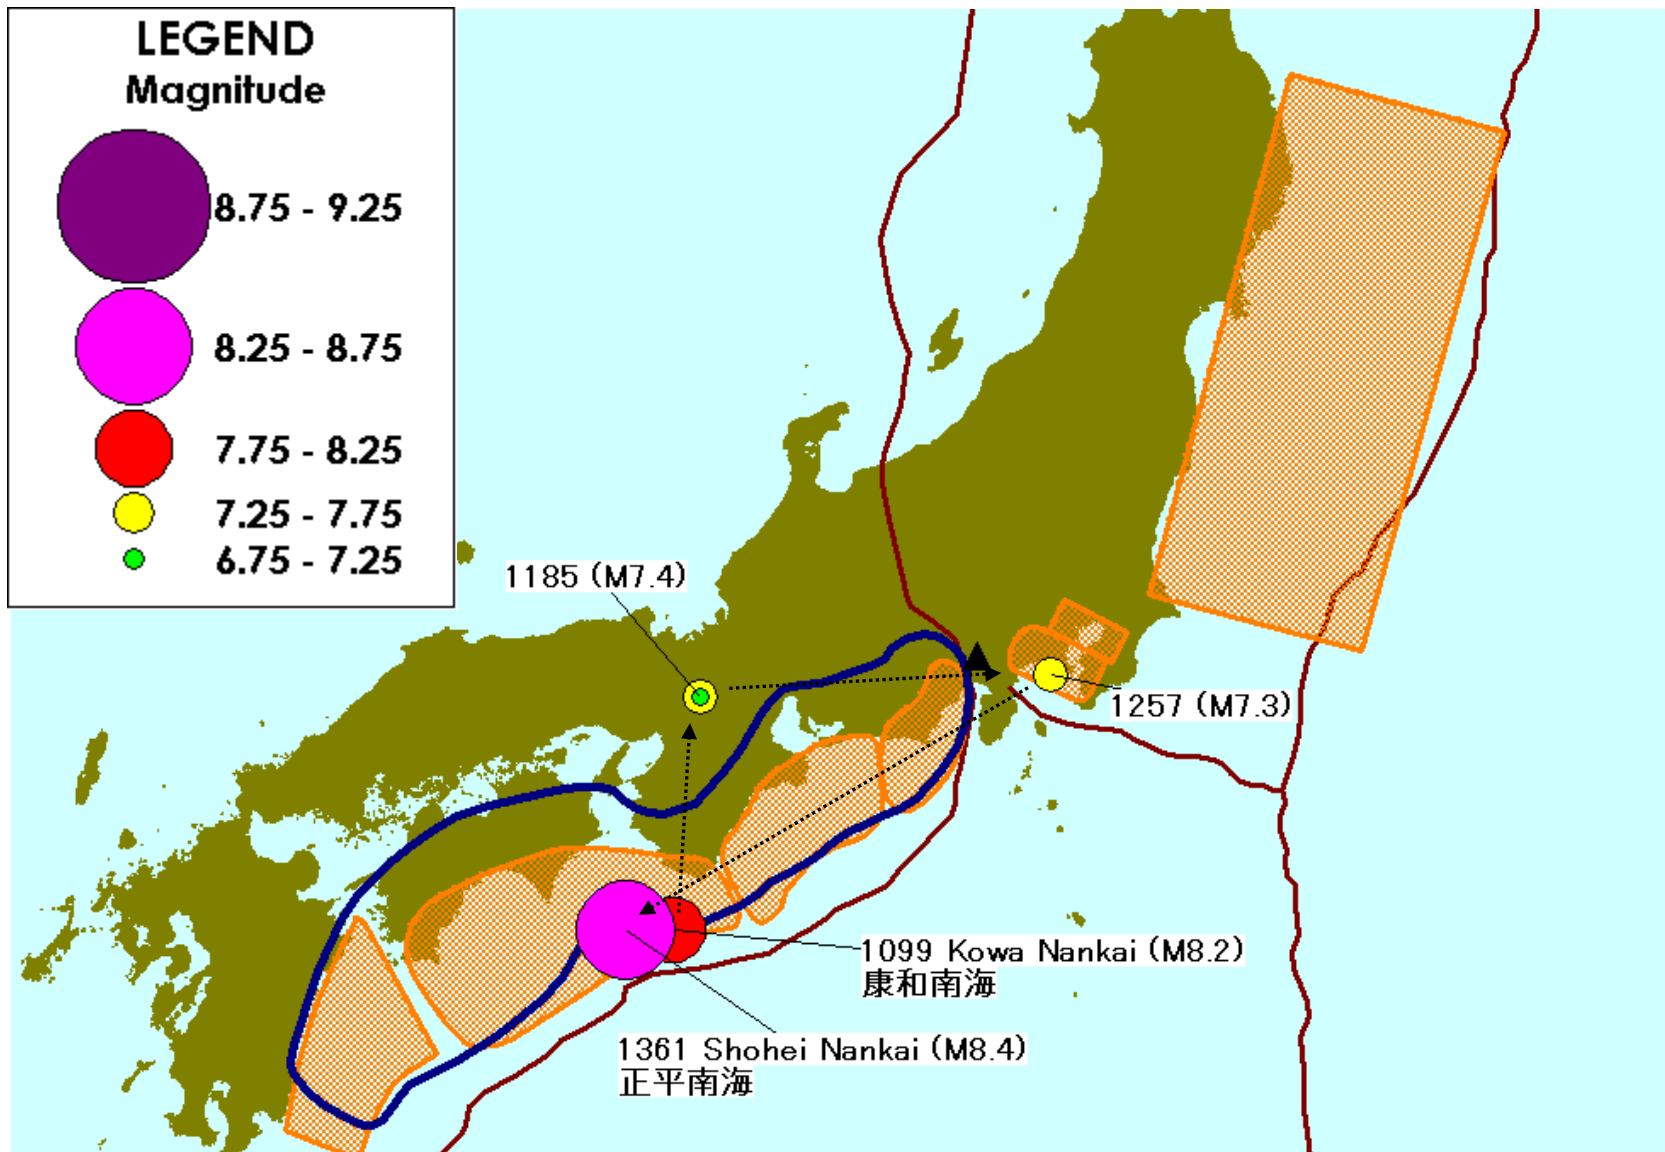 LEGEND
Magnitude
8.75 - 9.25
8.25 - 8.75
7.75 - 8.25
7.25 - 7.75
6.75 - 7.25
1185 (M7.4)
1257 (M7.3)
1099 Kowa Nankai (M8.2)
康和南海
1361 Shohei Nankai (M8.4)
正平南海